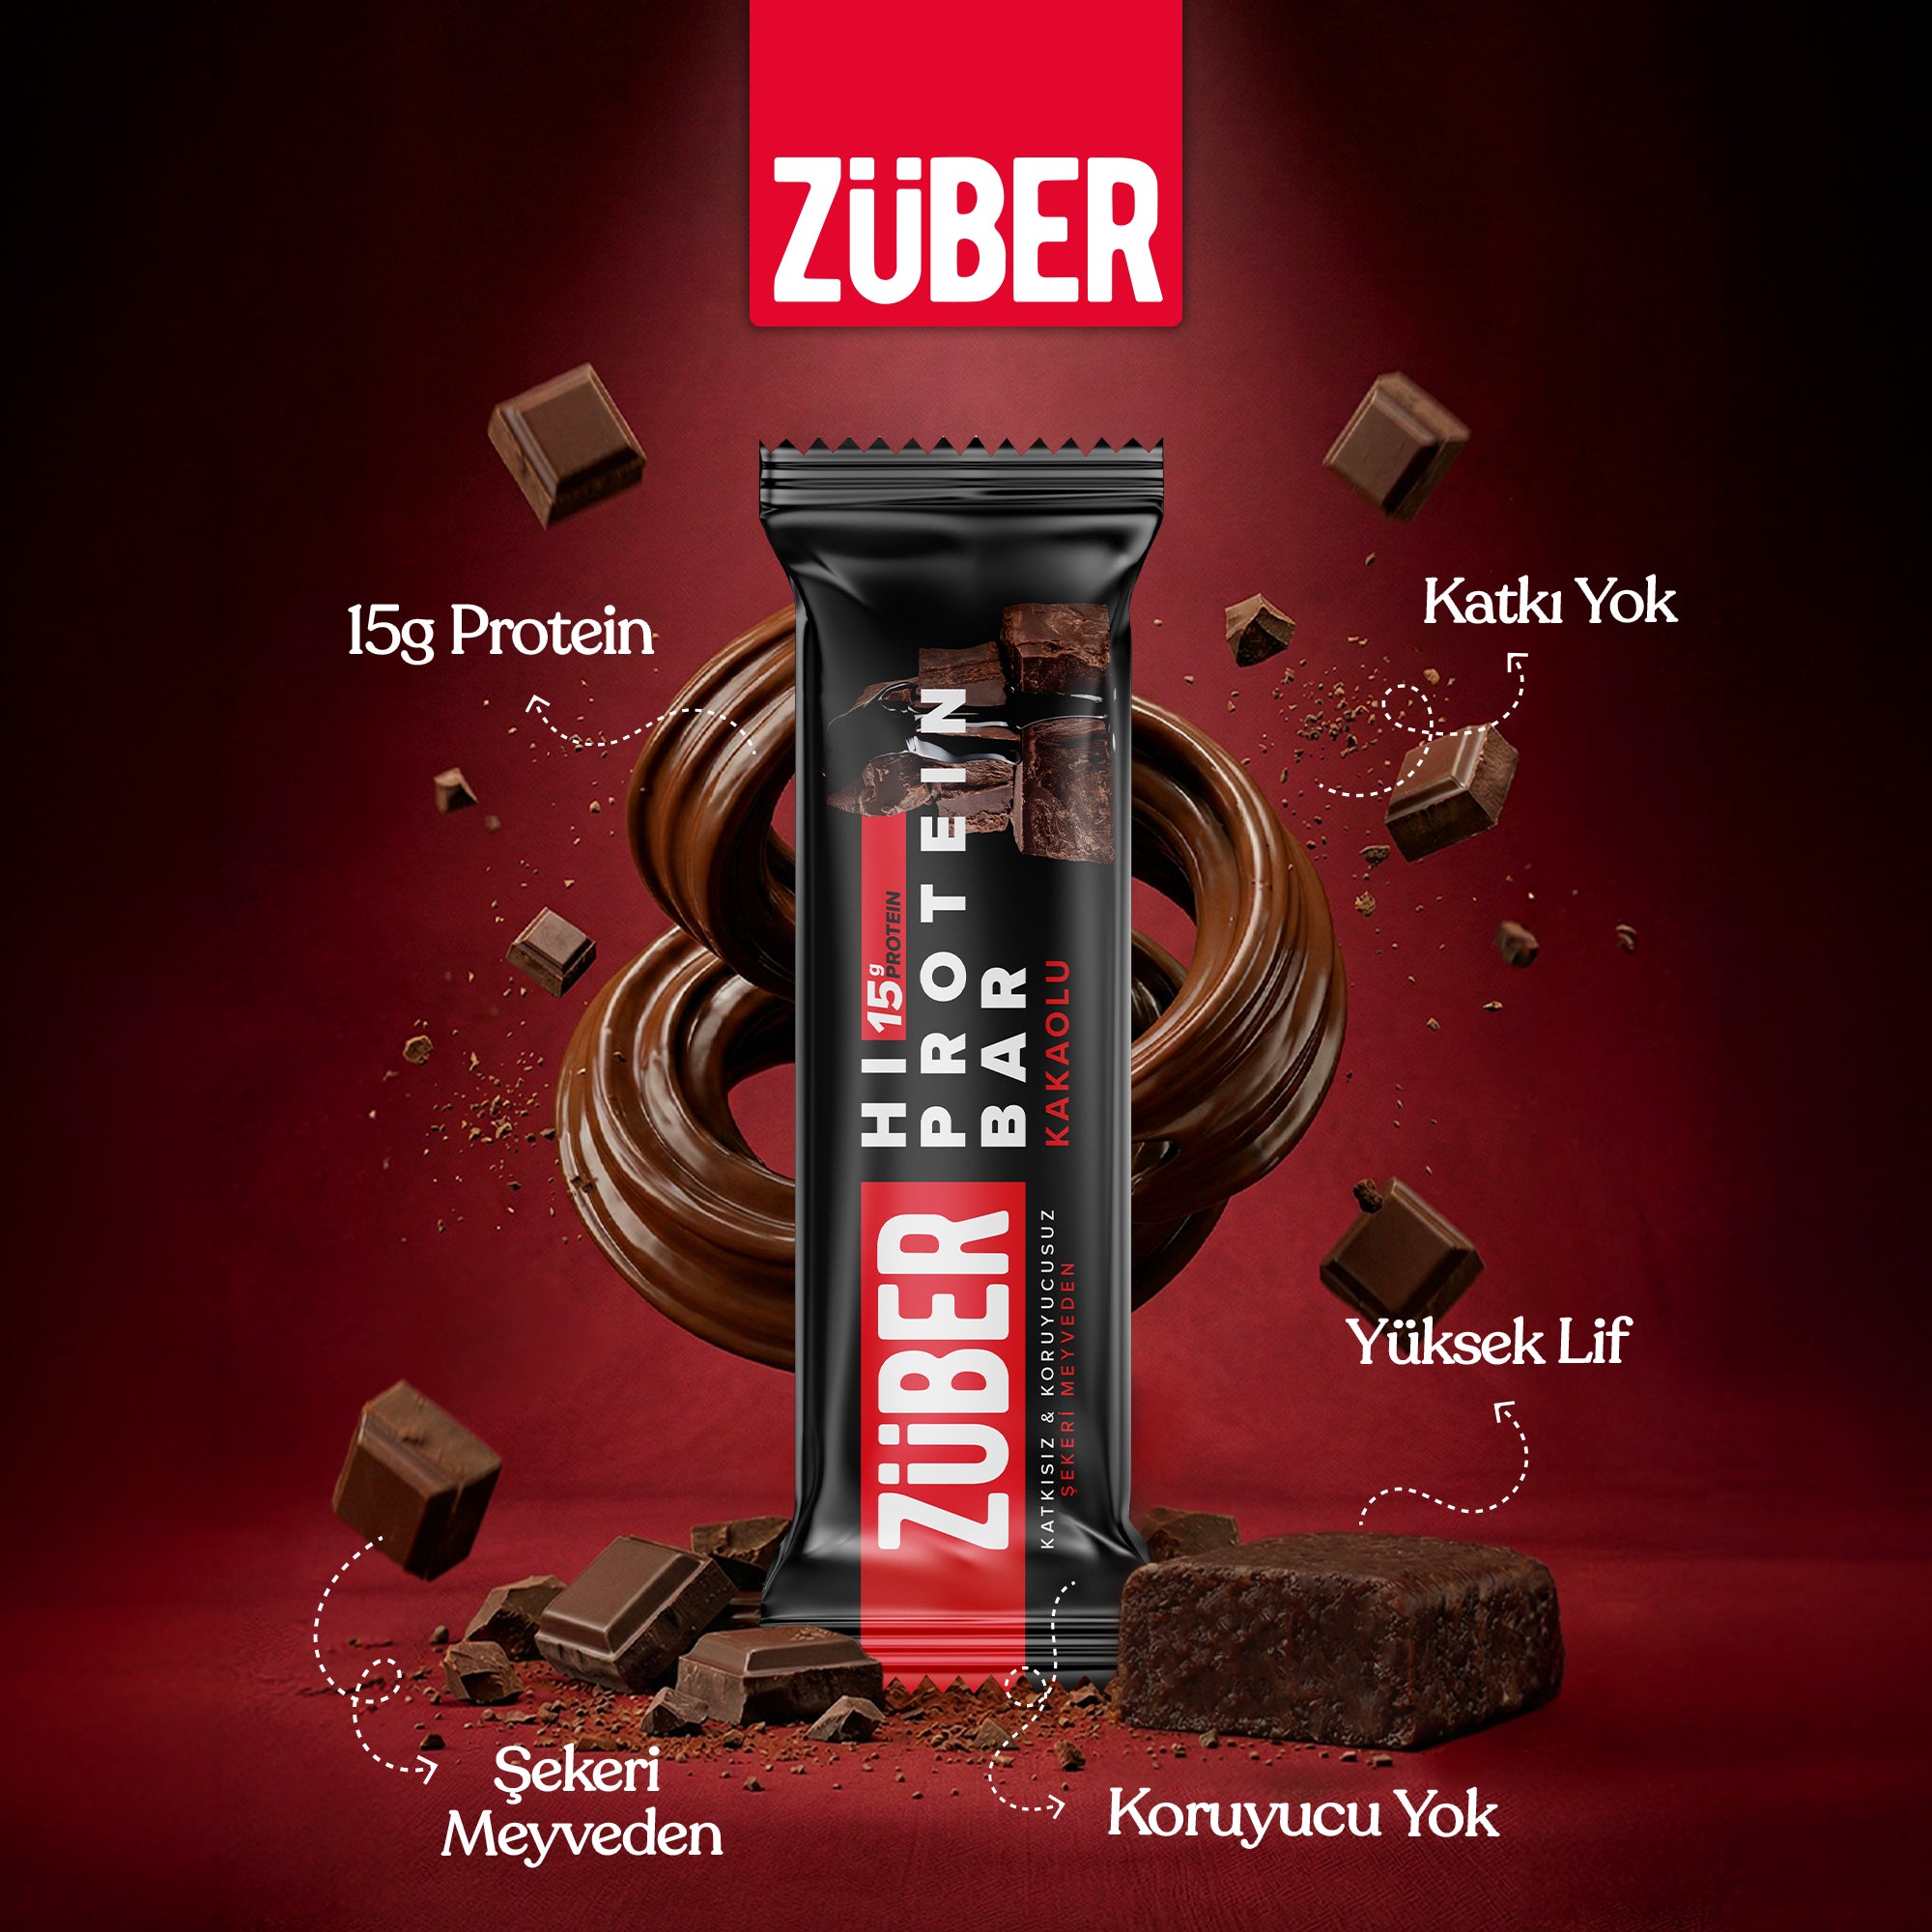 ZÜBER
15g Protein
Katkı Yok
HI 15g PROTEIN
PROTEIN
BAR
KAKAOLU
ZÜBER
KATKISIZ & KORUYUCUSUZ
ŞEKERİ MEYVEDEN
Yüksek Lif
Şekeri
Meyveden
Koruyucu Yok